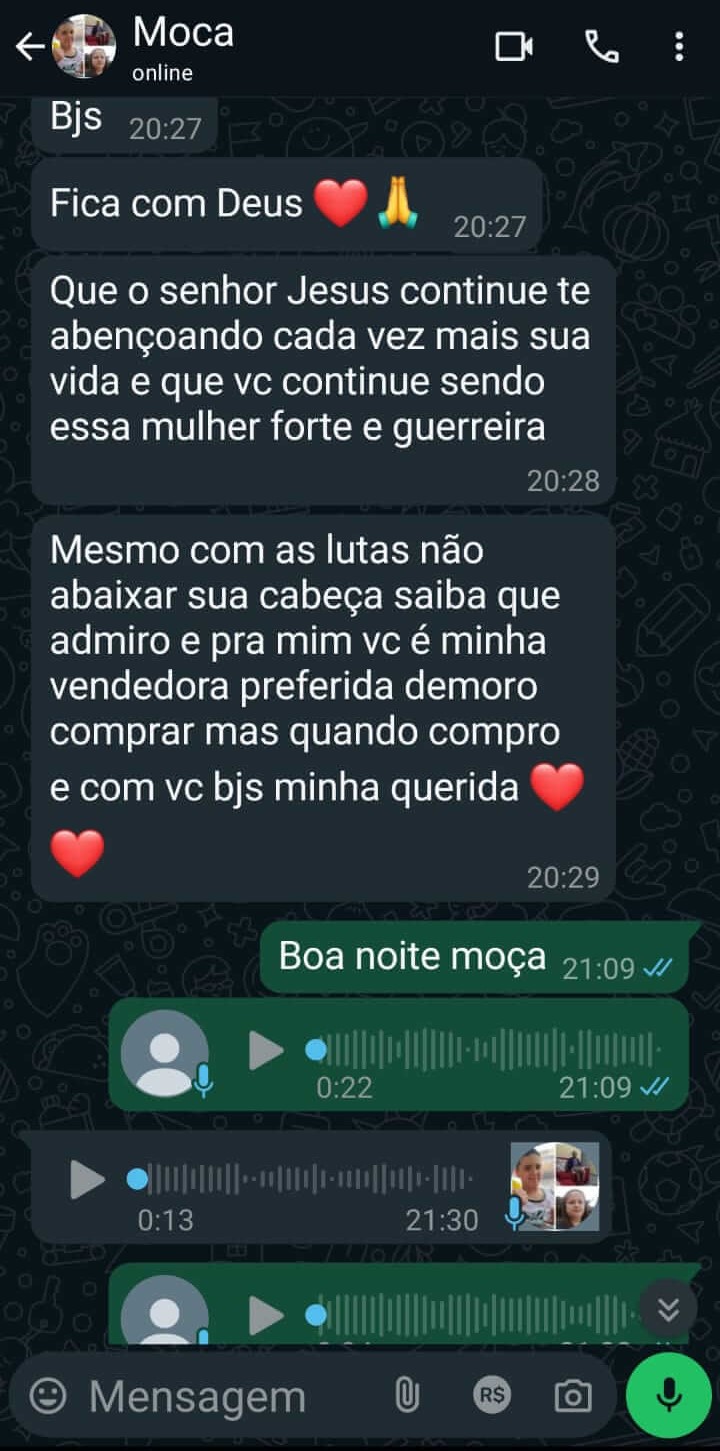 Moca
online
Bjs 20:27
Fica com Deus ❤️🙏 20:27
Que o senhor Jesus continue te
abençoando cada vez mais sua
vida e que vc continue sendo
essa mulher forte e guerreira
20:28
Mesmo com as lutas não
abaixar sua cabeça saiba que
admiro e pra mim vc é minha
vendedora preferida demoro
comprar mas quando compro
e com vc bjs minha querida ❤️
❤️
20:29
Boa noite moça 21:09
0:22 21:09
0:13 21:30
Mensagem R$